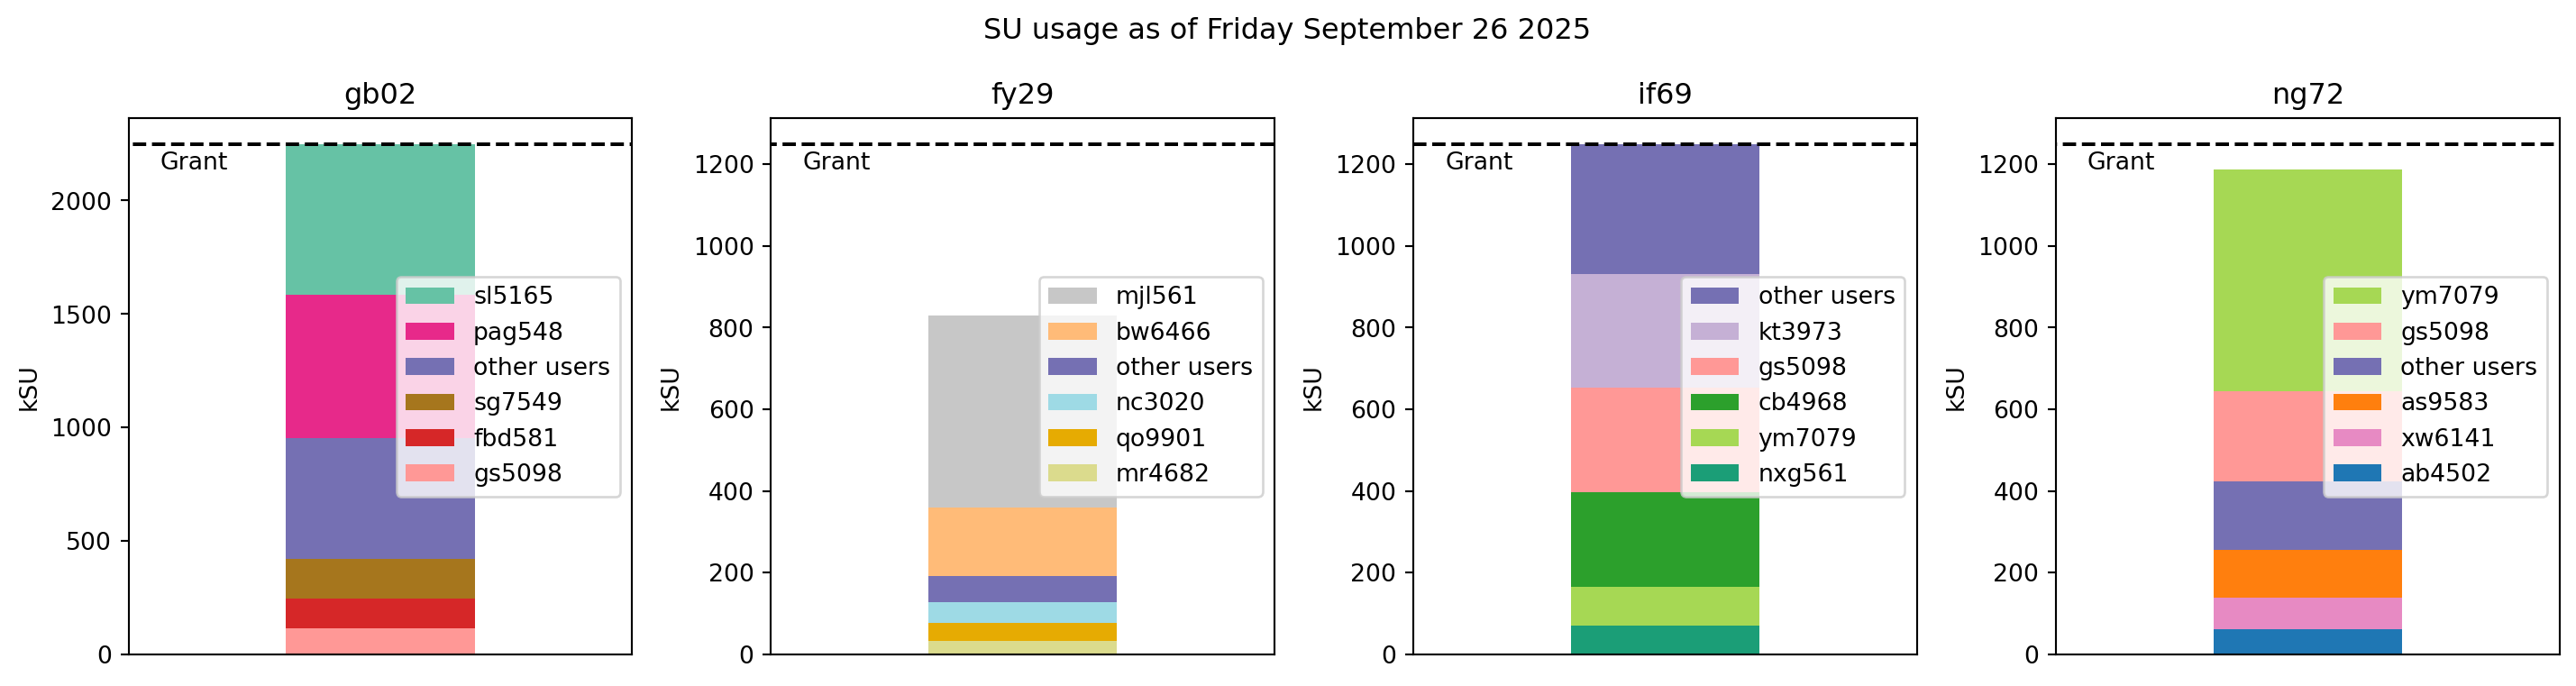 SU usage as of Friday September 26 2025
gb02
Grant
2000
1500
1000
500
0
kSU
sl5165
pag548
other users
sg7549
fbd581
gs5098
fy29
Grant
1200
1000
800
600
400
200
0
kSU
mjl561
bw6466
other users
nc3020
qo9901
mr4682
if69
Grant
1200
1000
800
600
400
200
0
kSU
other users
kt3973
gs5098
cb4968
ym7079
nxg561
ng72
Grant
1200
1000
800
600
400
200
0
kSU
ym7079
gs5098
other users
as9583
xw6141
ab4502